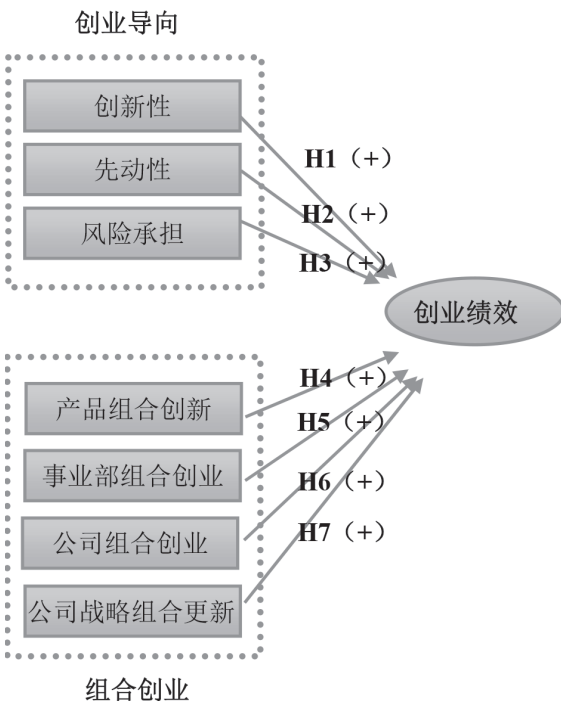 创业导向
创新性
先动性
风险承担
H1（+）
H2（+）
H3（+）
创业绩效
产品组合创新
事业部组合创业
公司组合创业
公司战略组合更新
H4（+）
H5（+）
H6（+）
H7（+）
组合创业